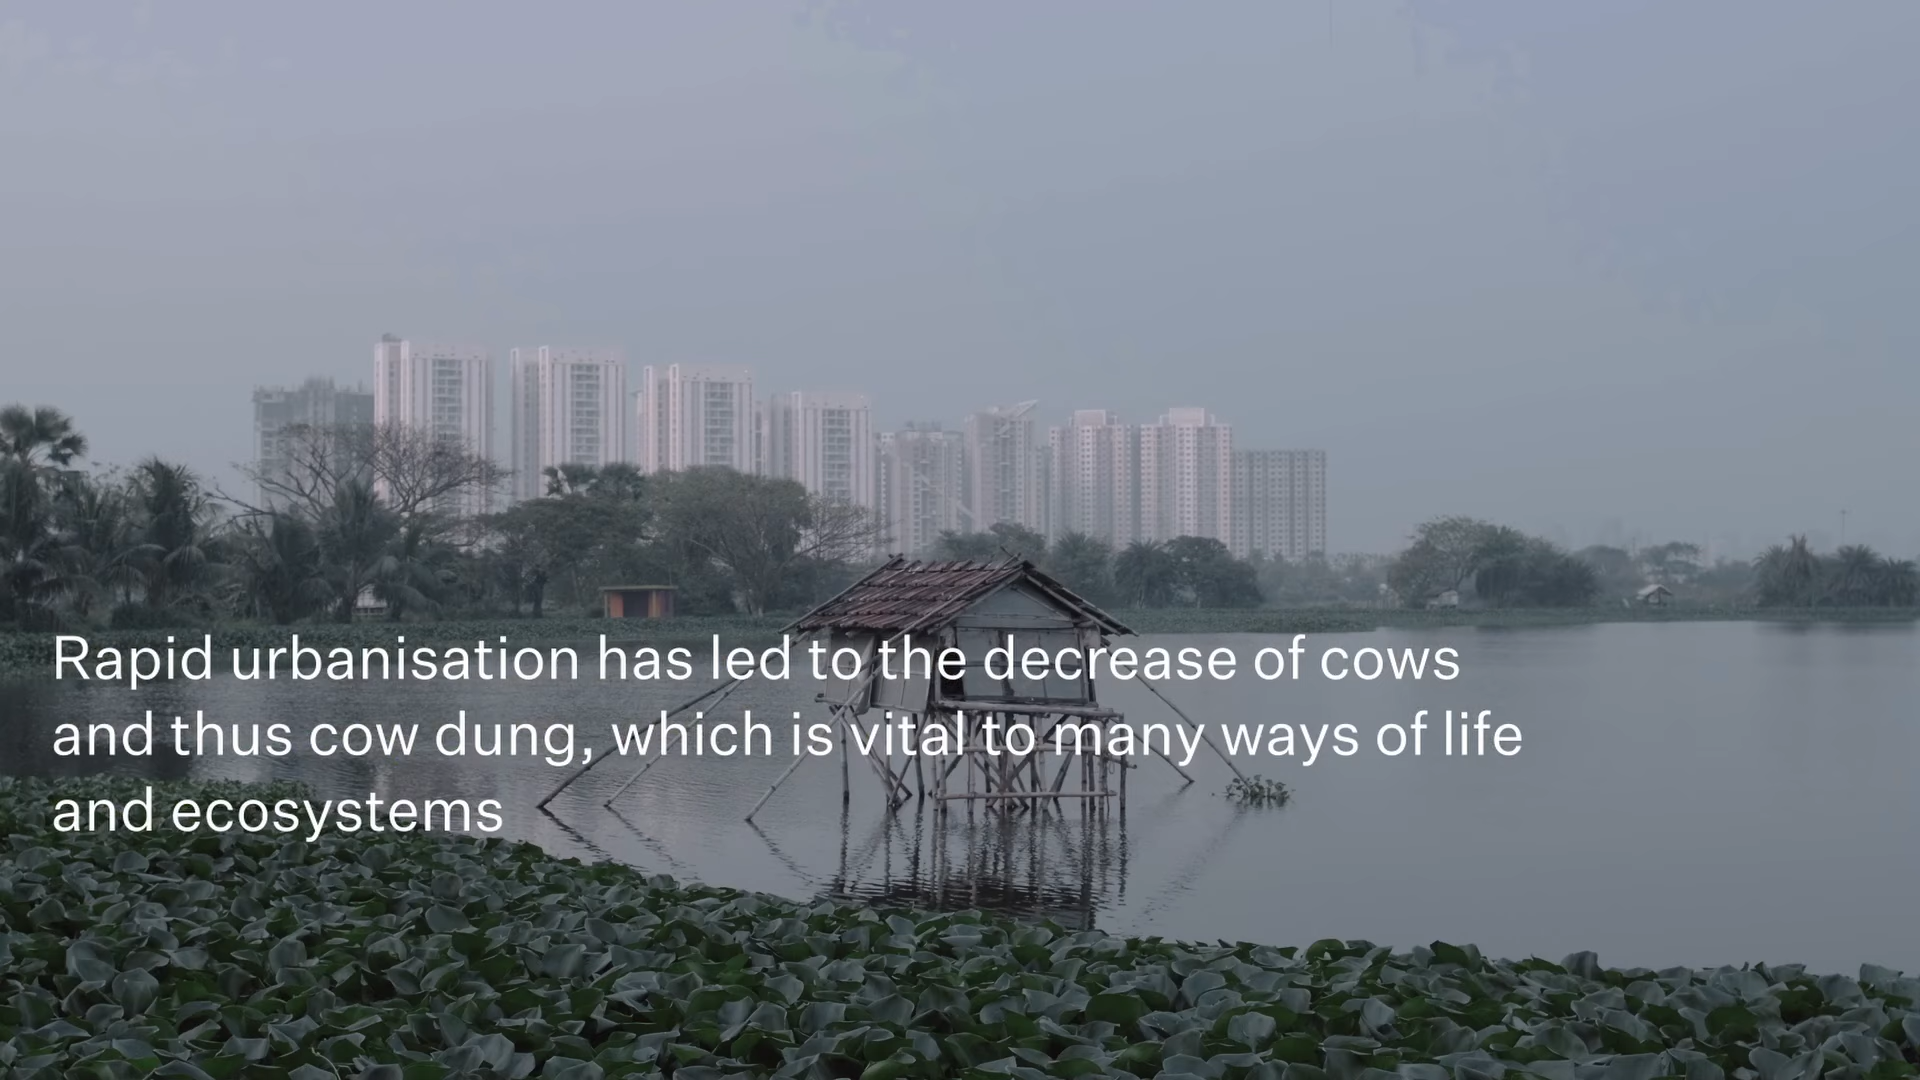 Rapid urbanisation has led to the decrease of cows
and thus cow dung, which is vital to many ways of life
and ecosystems